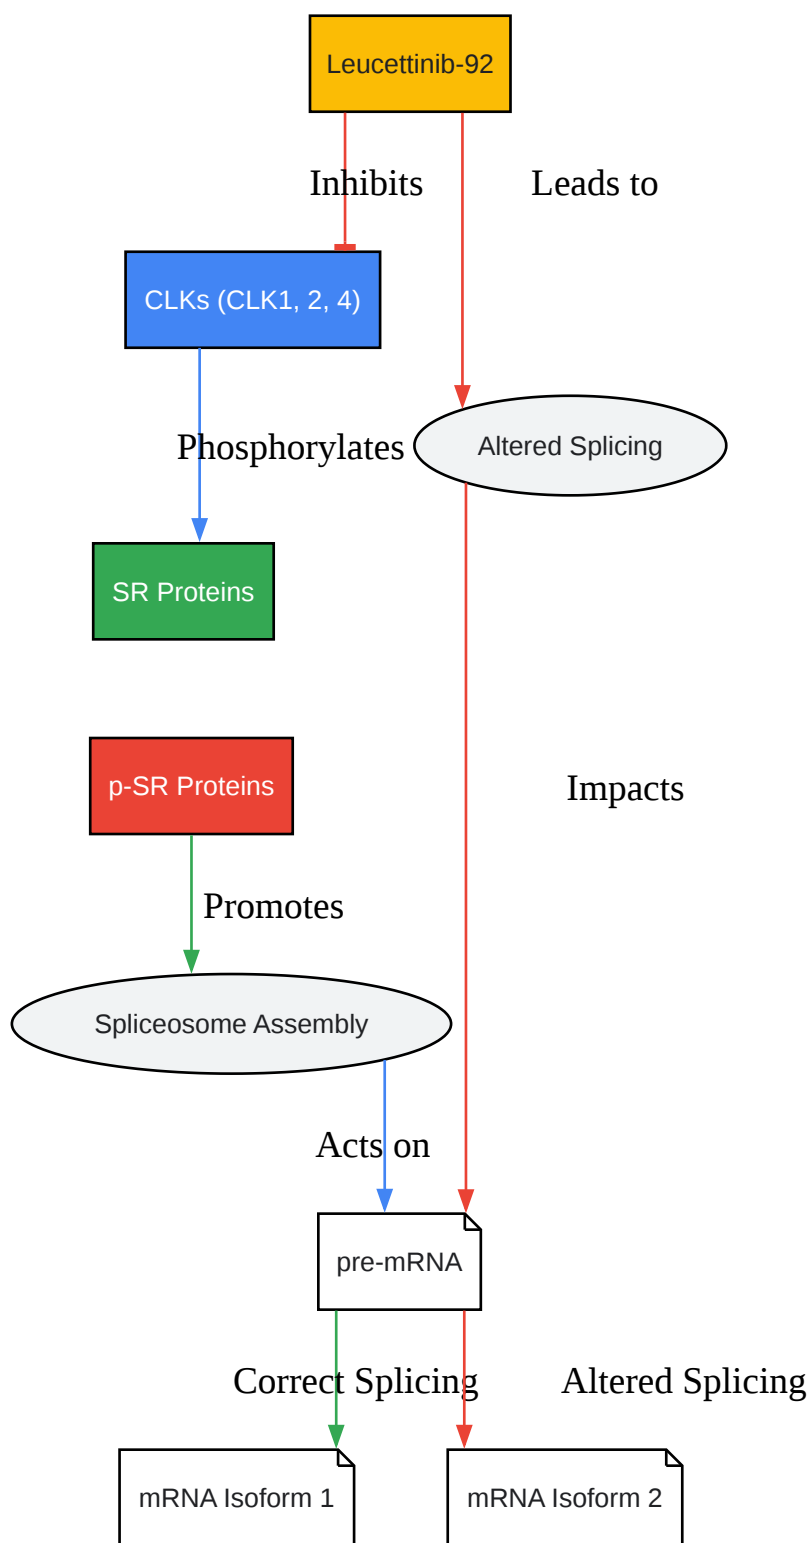 Leucettinib-92
Inhibits
Leads to
CLKs (CLK1, 2, 4)
Phosphorylates
Altered Splicing
SR Proteins
p-SR Proteins
Impacts
Promotes
Spliceosome Assembly
Acts on
pre-mRNA
Correct Splicing
Altered Splicing
mRNA Isoform 1
mRNA Isoform 2